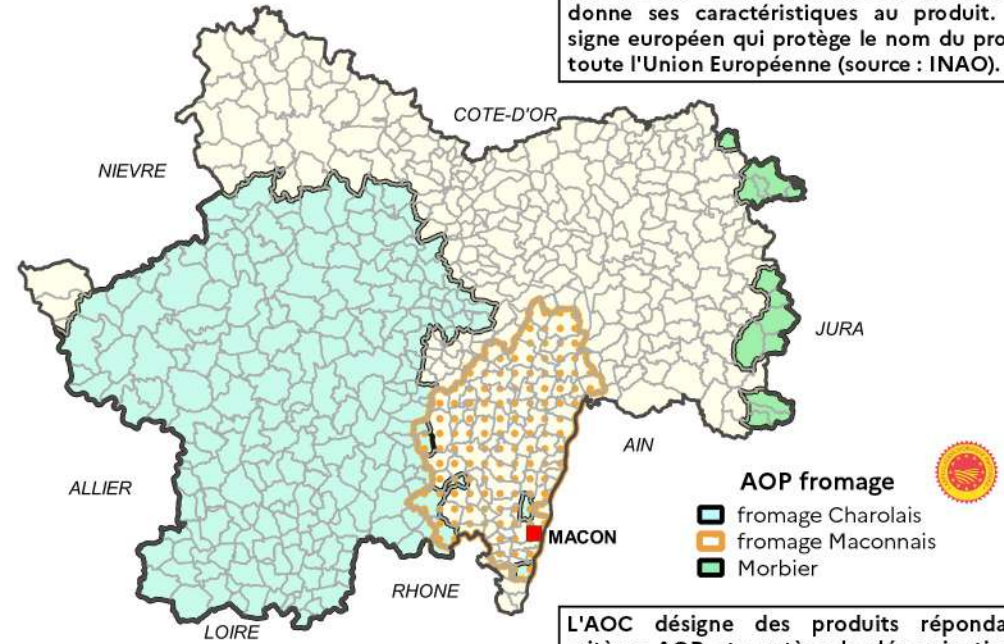 donne ses caractéristiques au produit.
signe européen qui protège le nom du pro
toute l'Union Européenne (source : INAO).
COTE-D'OR
NIEVRE
JURA
AIN
ALLIER
AOP fromage
fromage Charolais
fromage Maconnais
Morbier
MACON
RHONE
LOIRE
L'AOC désigne des produits réponda